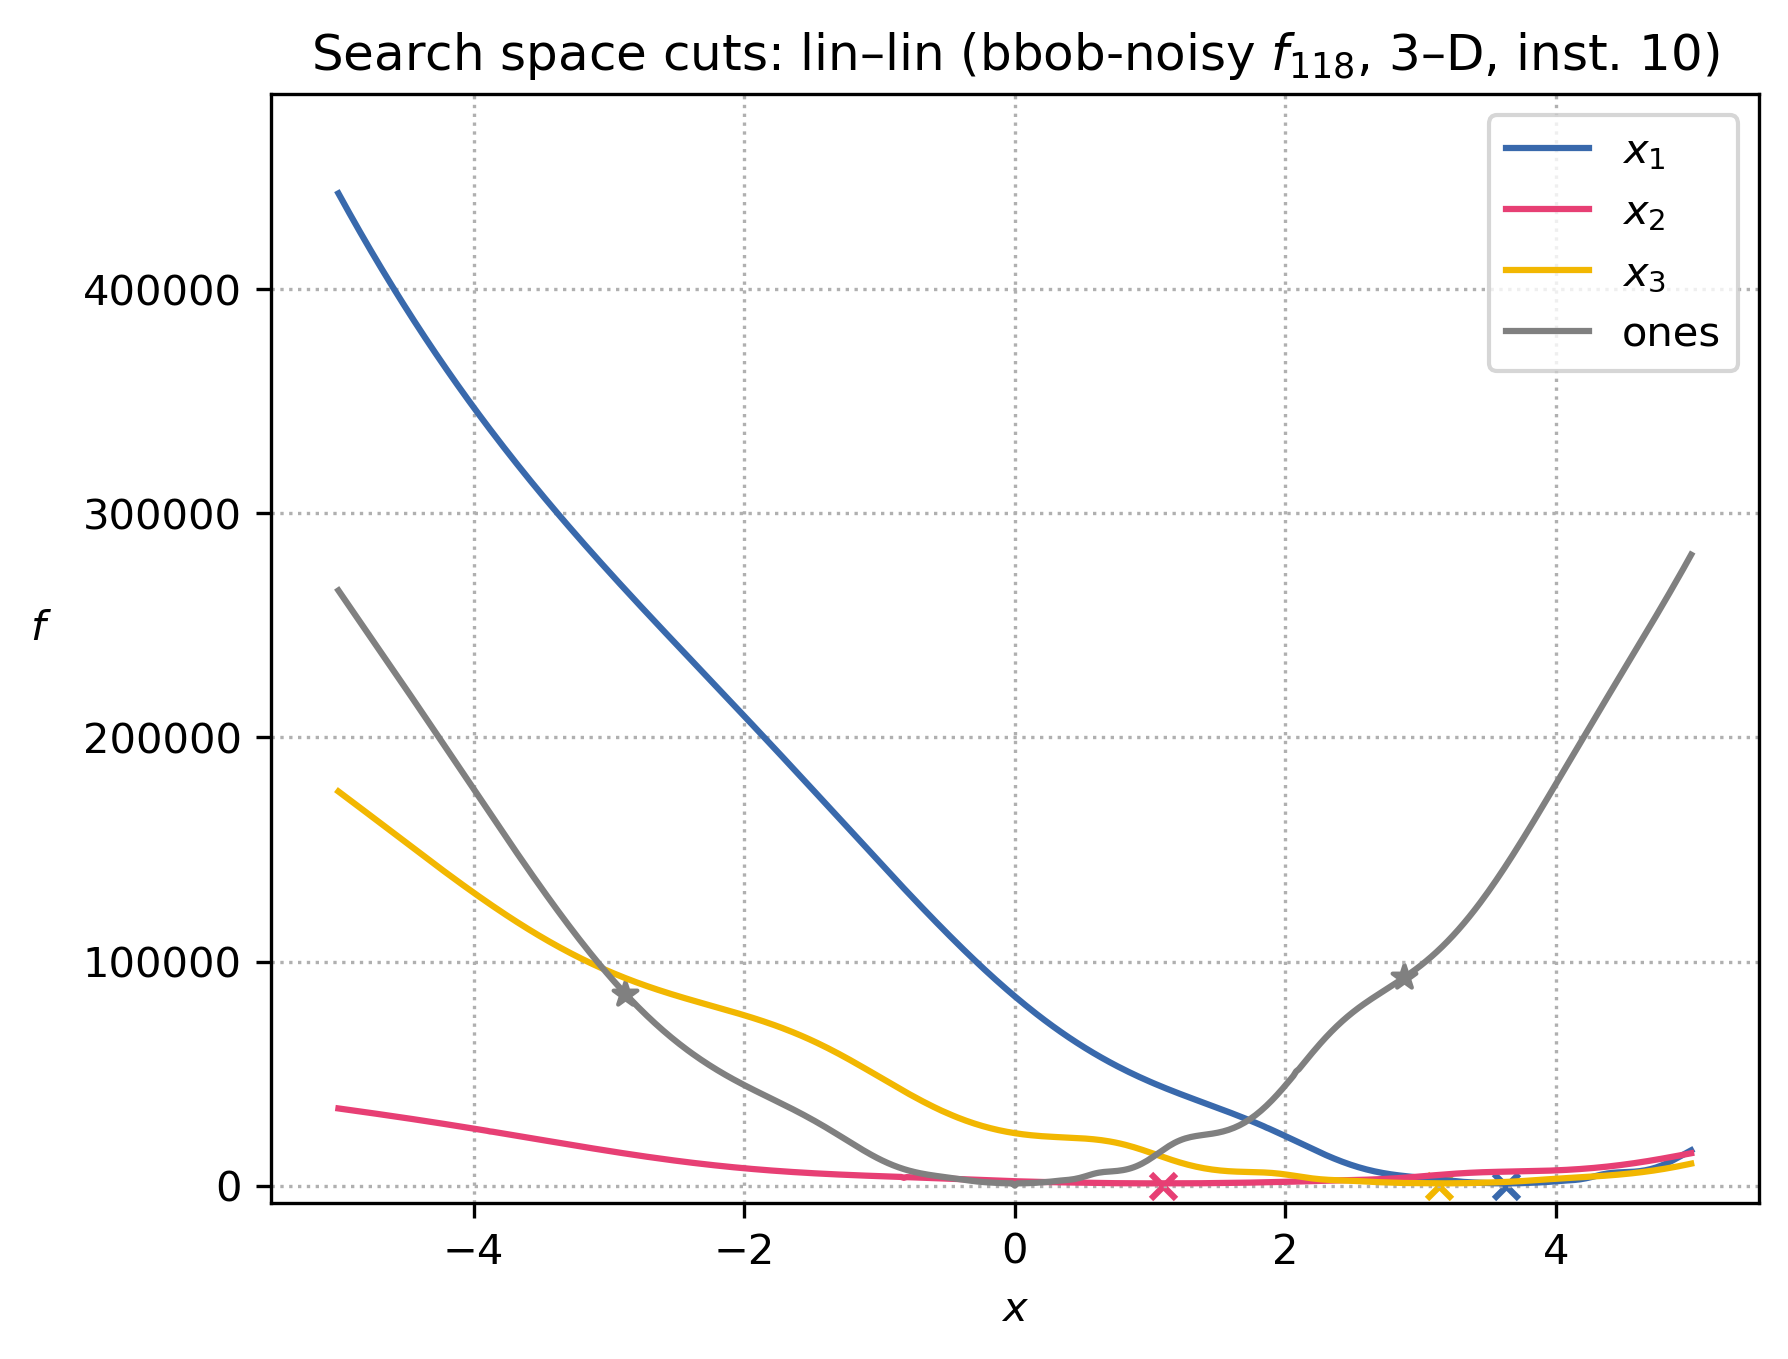 Search space cuts: lin–lin (bbob-noisy f118, 3–D, inst. 10)
x1
x2
x3
ones
400000
300000
200000
100000
0
f
−4 −2 0 2 4
x